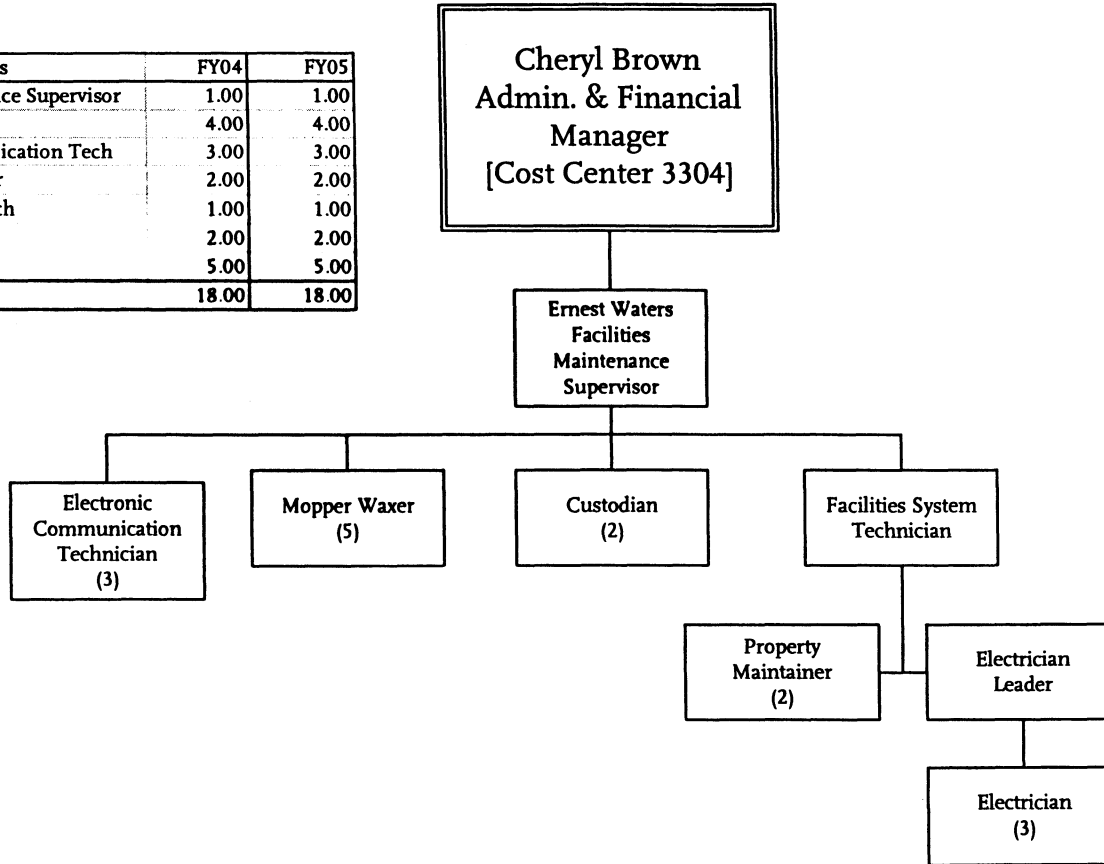 s FY04 FY05
ce Supervisor 1.00 1.00
4.00 4.00
ication Tech 3.00 3.00
r 2.00 2.00
ch 1.00 1.00
2.00 2.00
5.00 5.00
18.00 18.00
Cheryl Brown
Admin. & Financial
Manager
[Cost Center 3304]
Ernest Waters
Facilities
Maintenance
Supervisor
Electronic
Communication
Technician
(3)
Mopper Waxer
(5)
Custodian
(2)
Facilities System
Technician
Property
Maintainer
(2)
Electrician
Leader
Electrician
(3)